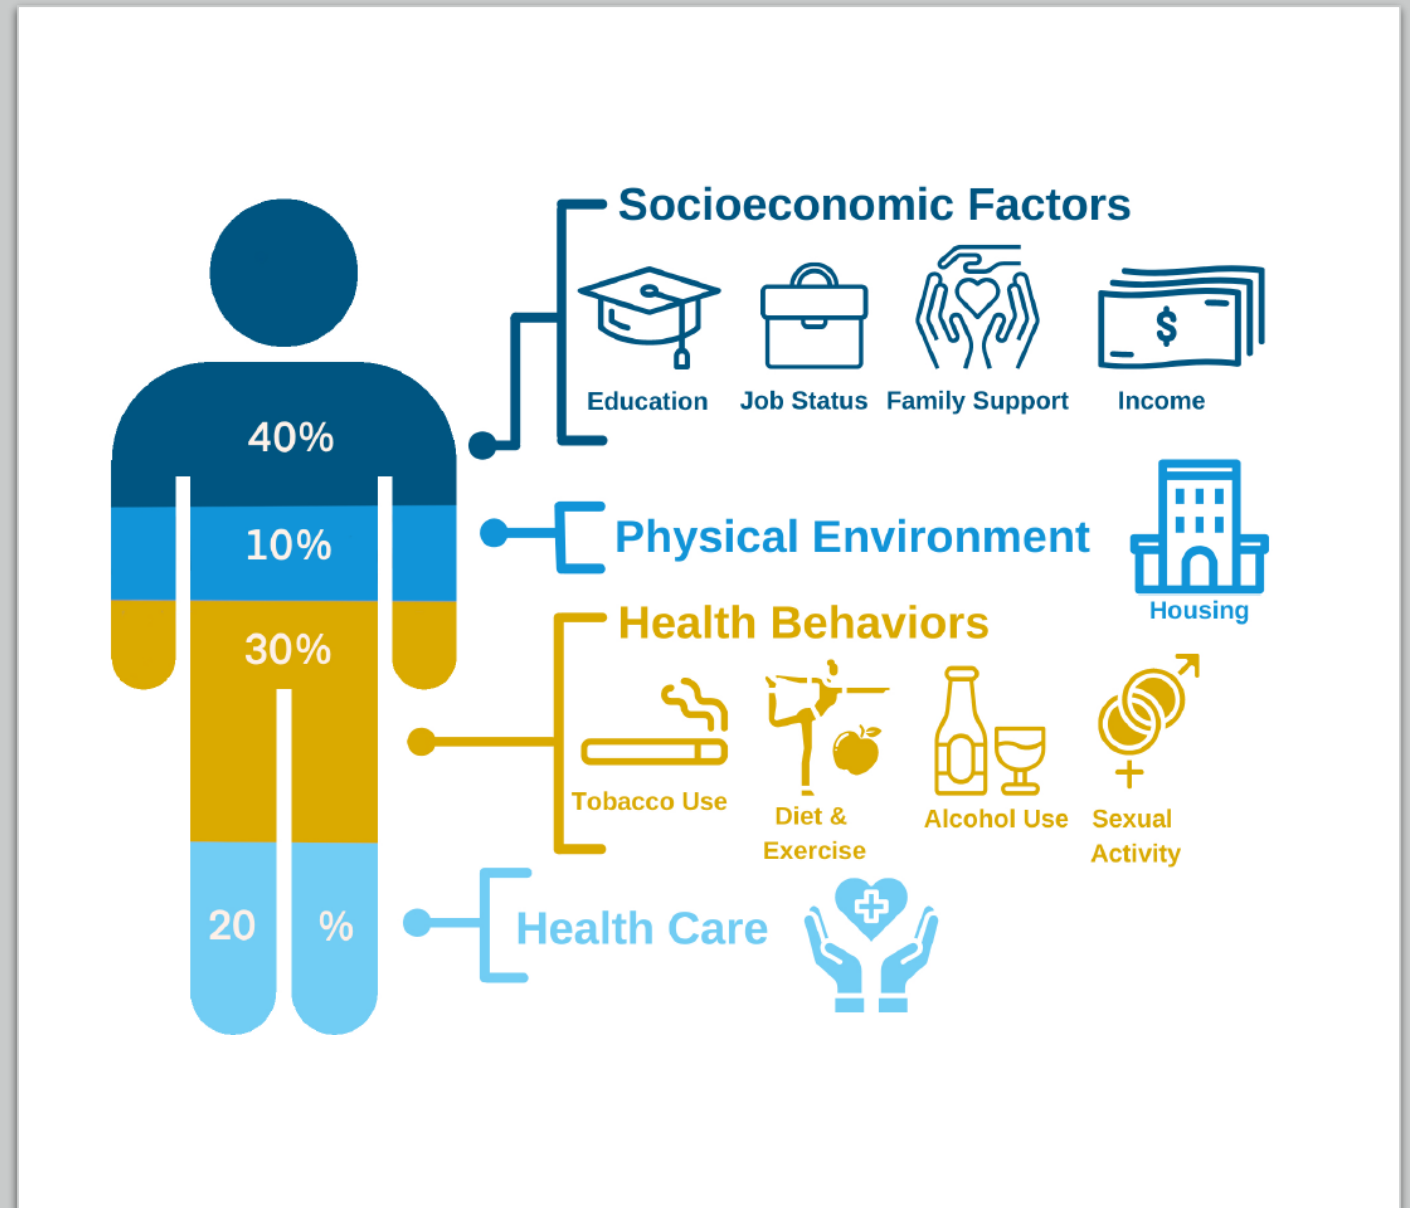 Socioeconomic Factors
$
Education Job Status Family Support Income
40%
10%
Physical Environment
Housing
30%
Health Behaviors
Tobacco Use
Diet &
Exercise
Alcohol Use
Sexual
Activity
20 %
Health Care